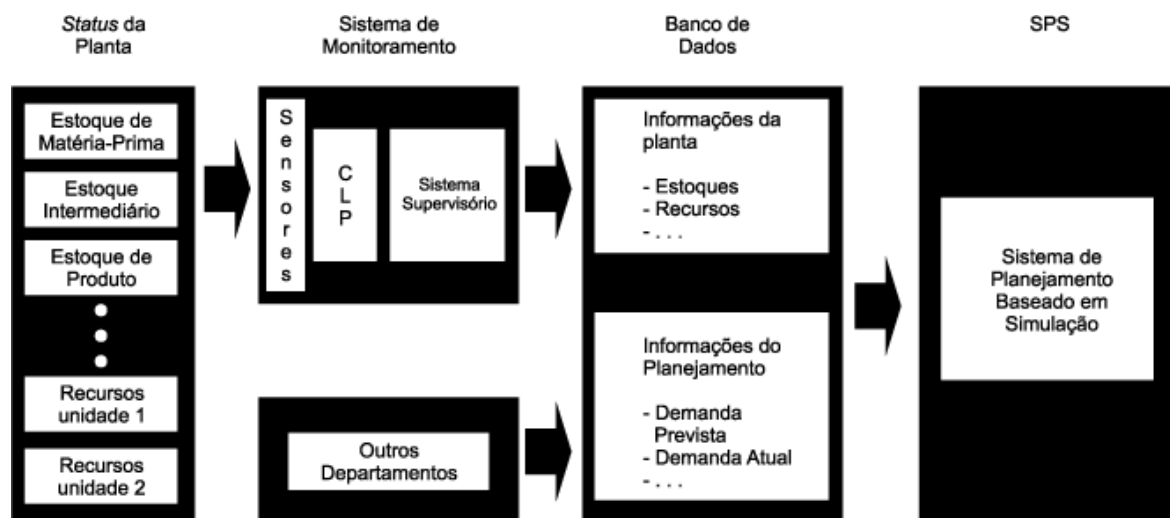 Status da
Planta
Sistema de
Monitoramento
Banco de
Dados
SPS
Estoque de
Matéria-Prima
Estoque
Intermediário
Estoque de
Produto
Recursos
unidade 1
Recursos
unidade 2
Sensores
CLP
Sistema
Supervisório
Outros
Departamentos
Informações da
planta
- Estoques
- Recursos
- . . .
Informações do
Planejamento
- Demanda
Prevista
- Demanda Atual
- . . .
Sistema de
Planejamento
Baseado em
Simulação